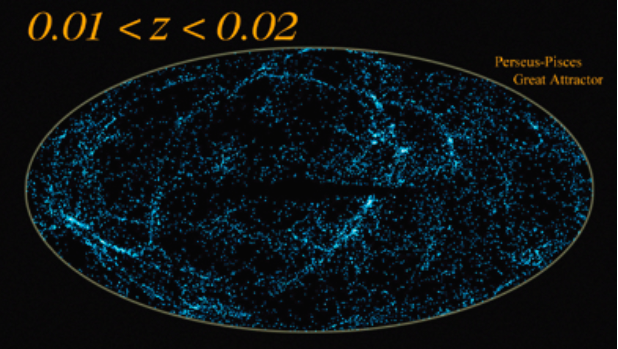 0.01 < z < 0.02
Perseus-Pisces
Great Attractor